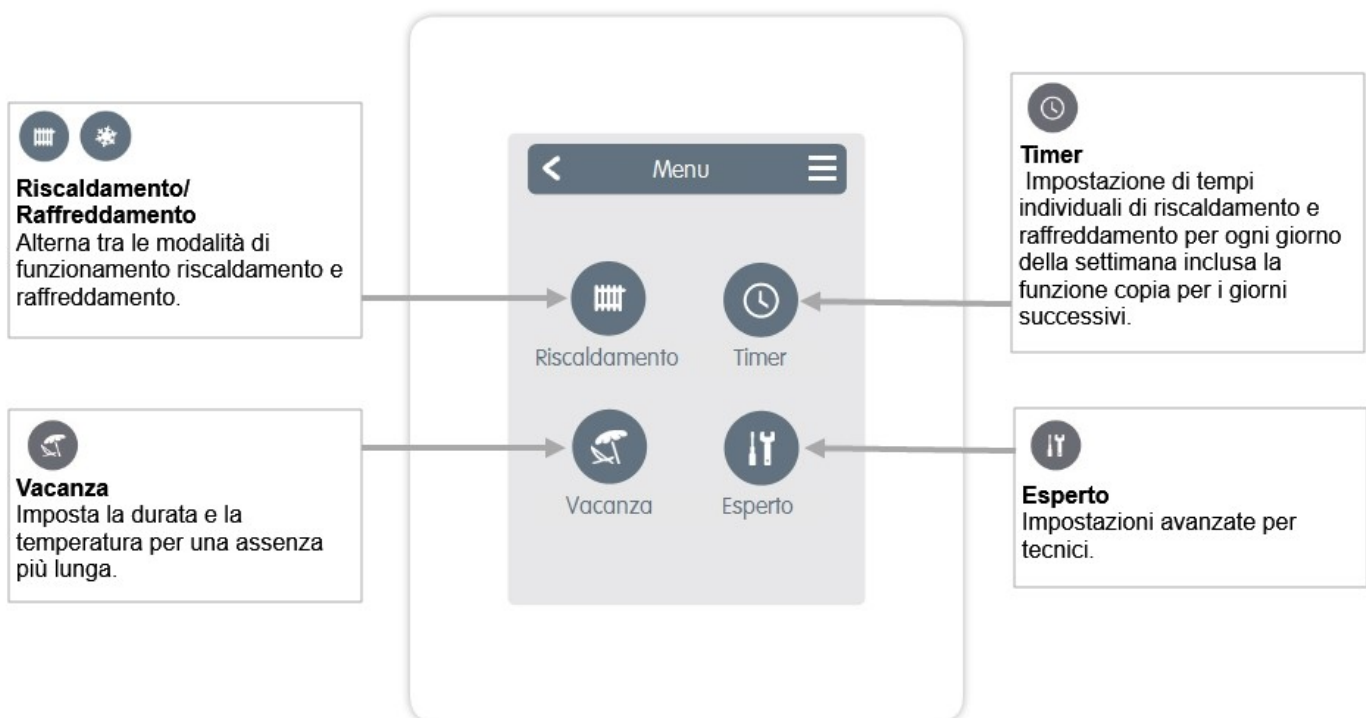 Riscaldamento/
Raffreddamento
Alterna tra le modalità di
funzionamento riscaldamento e
raffreddamento.
Vacanza
Imposta la durata e la
temperatura per una assenza
più lunga.
Menu
Riscaldamento
Timer
Vacanza
Esperto
Timer
Impostazione di tempi
individuali di riscaldamento e
raffreddamento per ogni giorno
della settimana inclusa la
funzione copia per i giorni
successivi.
Esperto
Impostazioni avanzate per
tecnici.